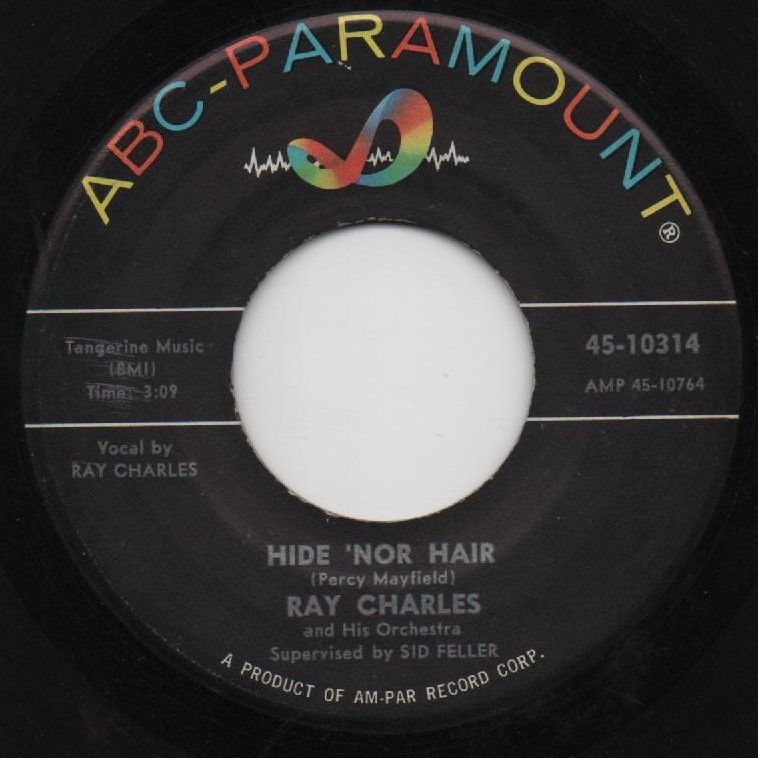 ABC-PARAMOUNT®
Tangerine Music
(BMI)
Time: 3:09
45-10314
AMP 45-10764
Vocal by
RAY CHARLES
HIDE 'NOR HAIR
(Percy Mayfield)
RAY CHARLES
and His Orchestra
Supervised by SID FELLER
A PRODUCT OF AM-PAR RECORD CORP.